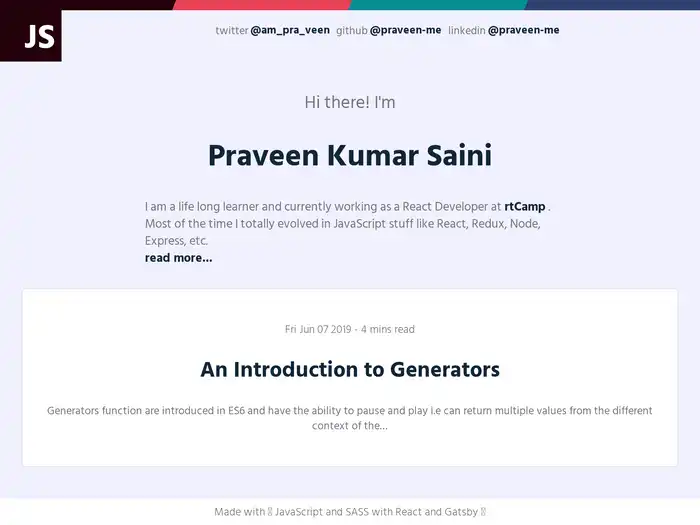 JS
twitter @am_pra_veen github @praveen-me linkedin @praveen-me
Hi there! I'm
Praveen Kumar Saini
I am a life long learner and currently working as a React Developer at rtCamp .
Most of the time I totally evolved in JavaScript stuff like React, Redux, Node,
Express, etc.
read more...
Fri Jun 07 2019 - 4 mins read
An Introduction to Generators
Generators function are introduced in ES6 and have the ability to pause and play i.e can return multiple values from the different
context of the...
Made with JavaScript and SASS with React and Gatsby